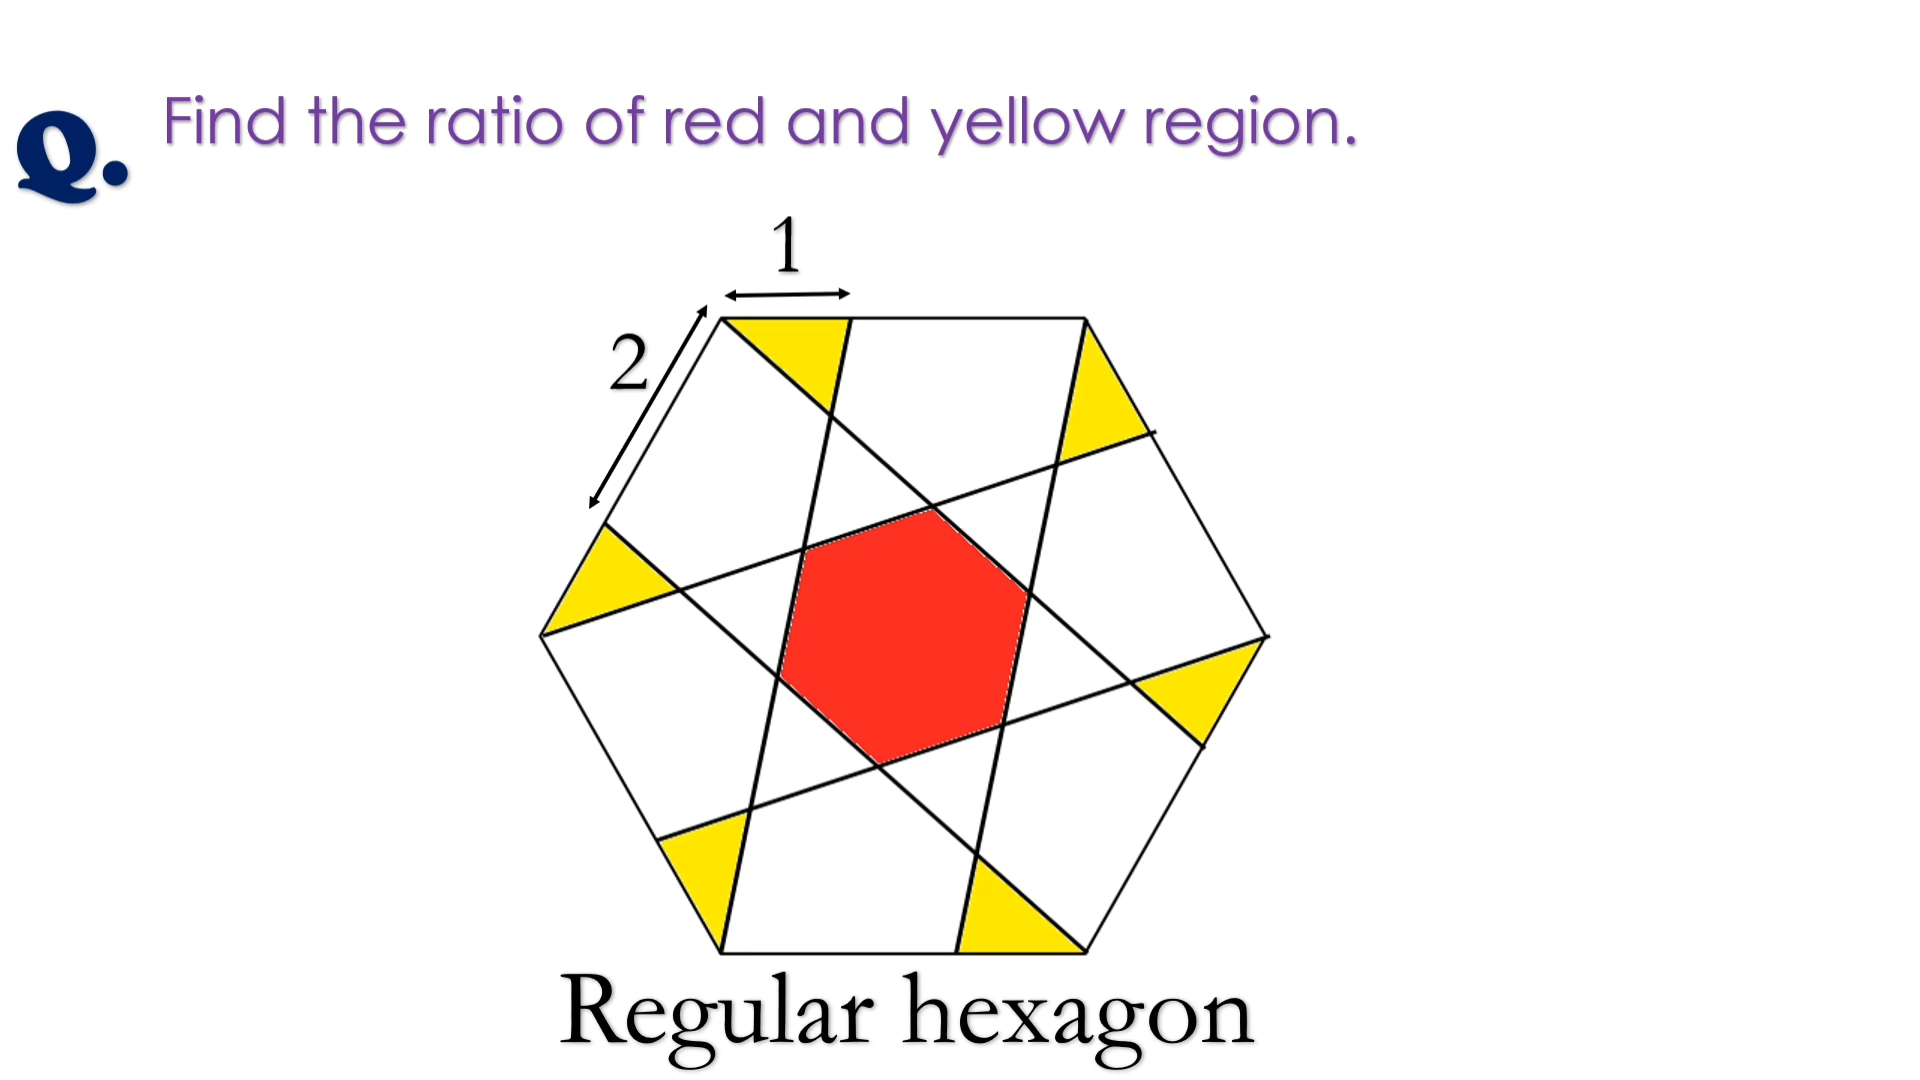 Q. Find the ratio of red and yellow region.
1
2
Regular hexagon